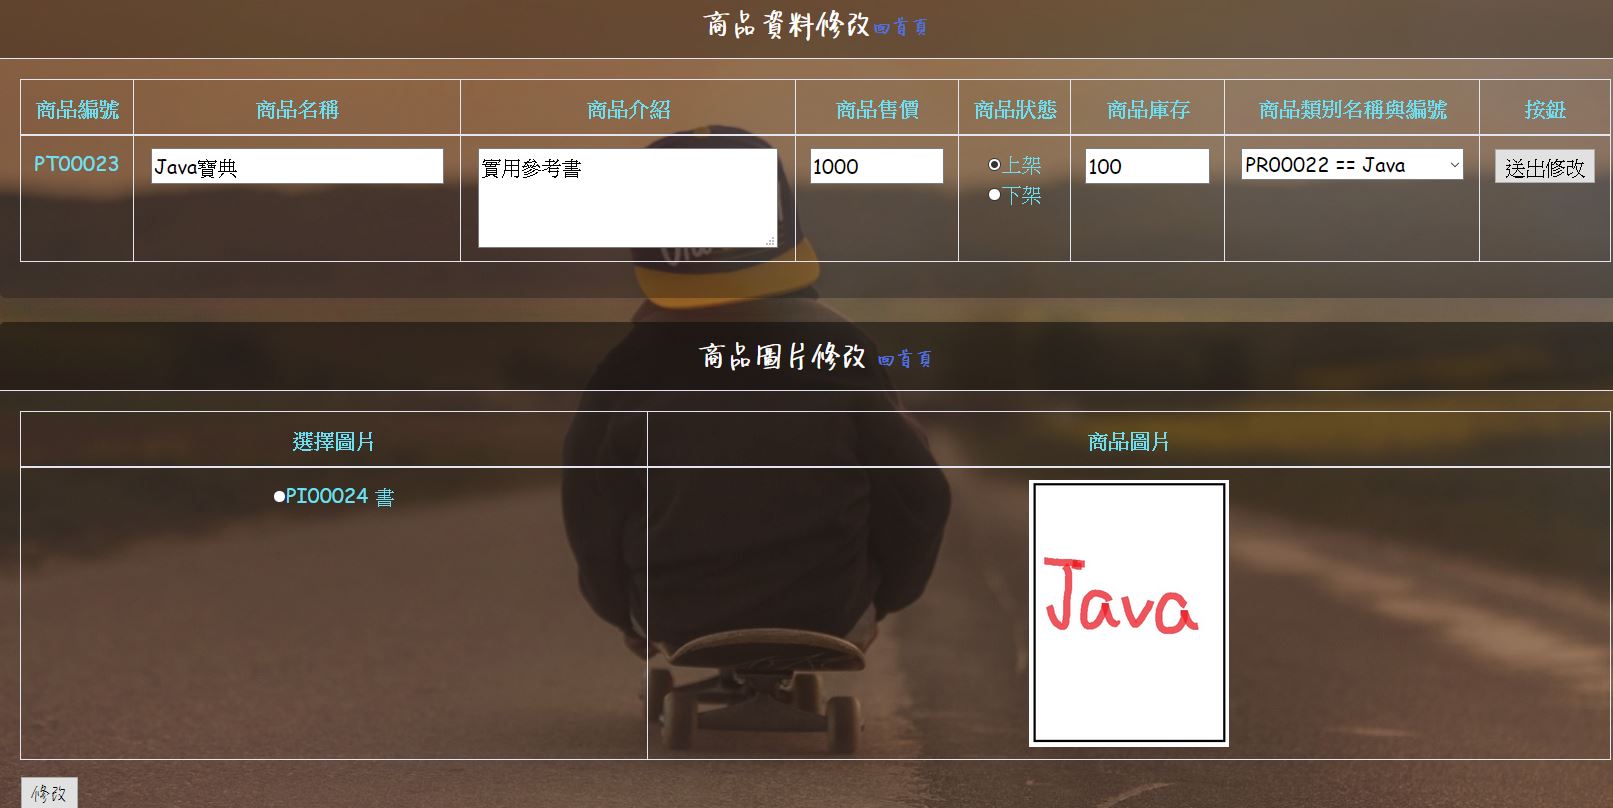 商品資料修改回首頁
商品編號 商品名稱 商品介紹 商品售價 商品狀態 商品庫存 商品類別名稱與編號 按鈕
PT00023 Java寶典 實用參考書 1000 上架 100 PR00022 == Java 送出修改
下架
商品圖片修改 回首頁
選擇圖片 商品圖片
PI00024 書
Java
修改